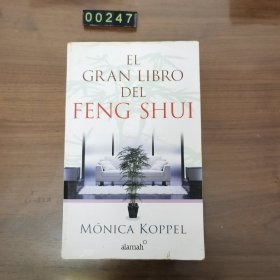 00247
EL
GRAN LIBRO
DEL
FENG SHUI
MÓNICA KOPPEL
alamah